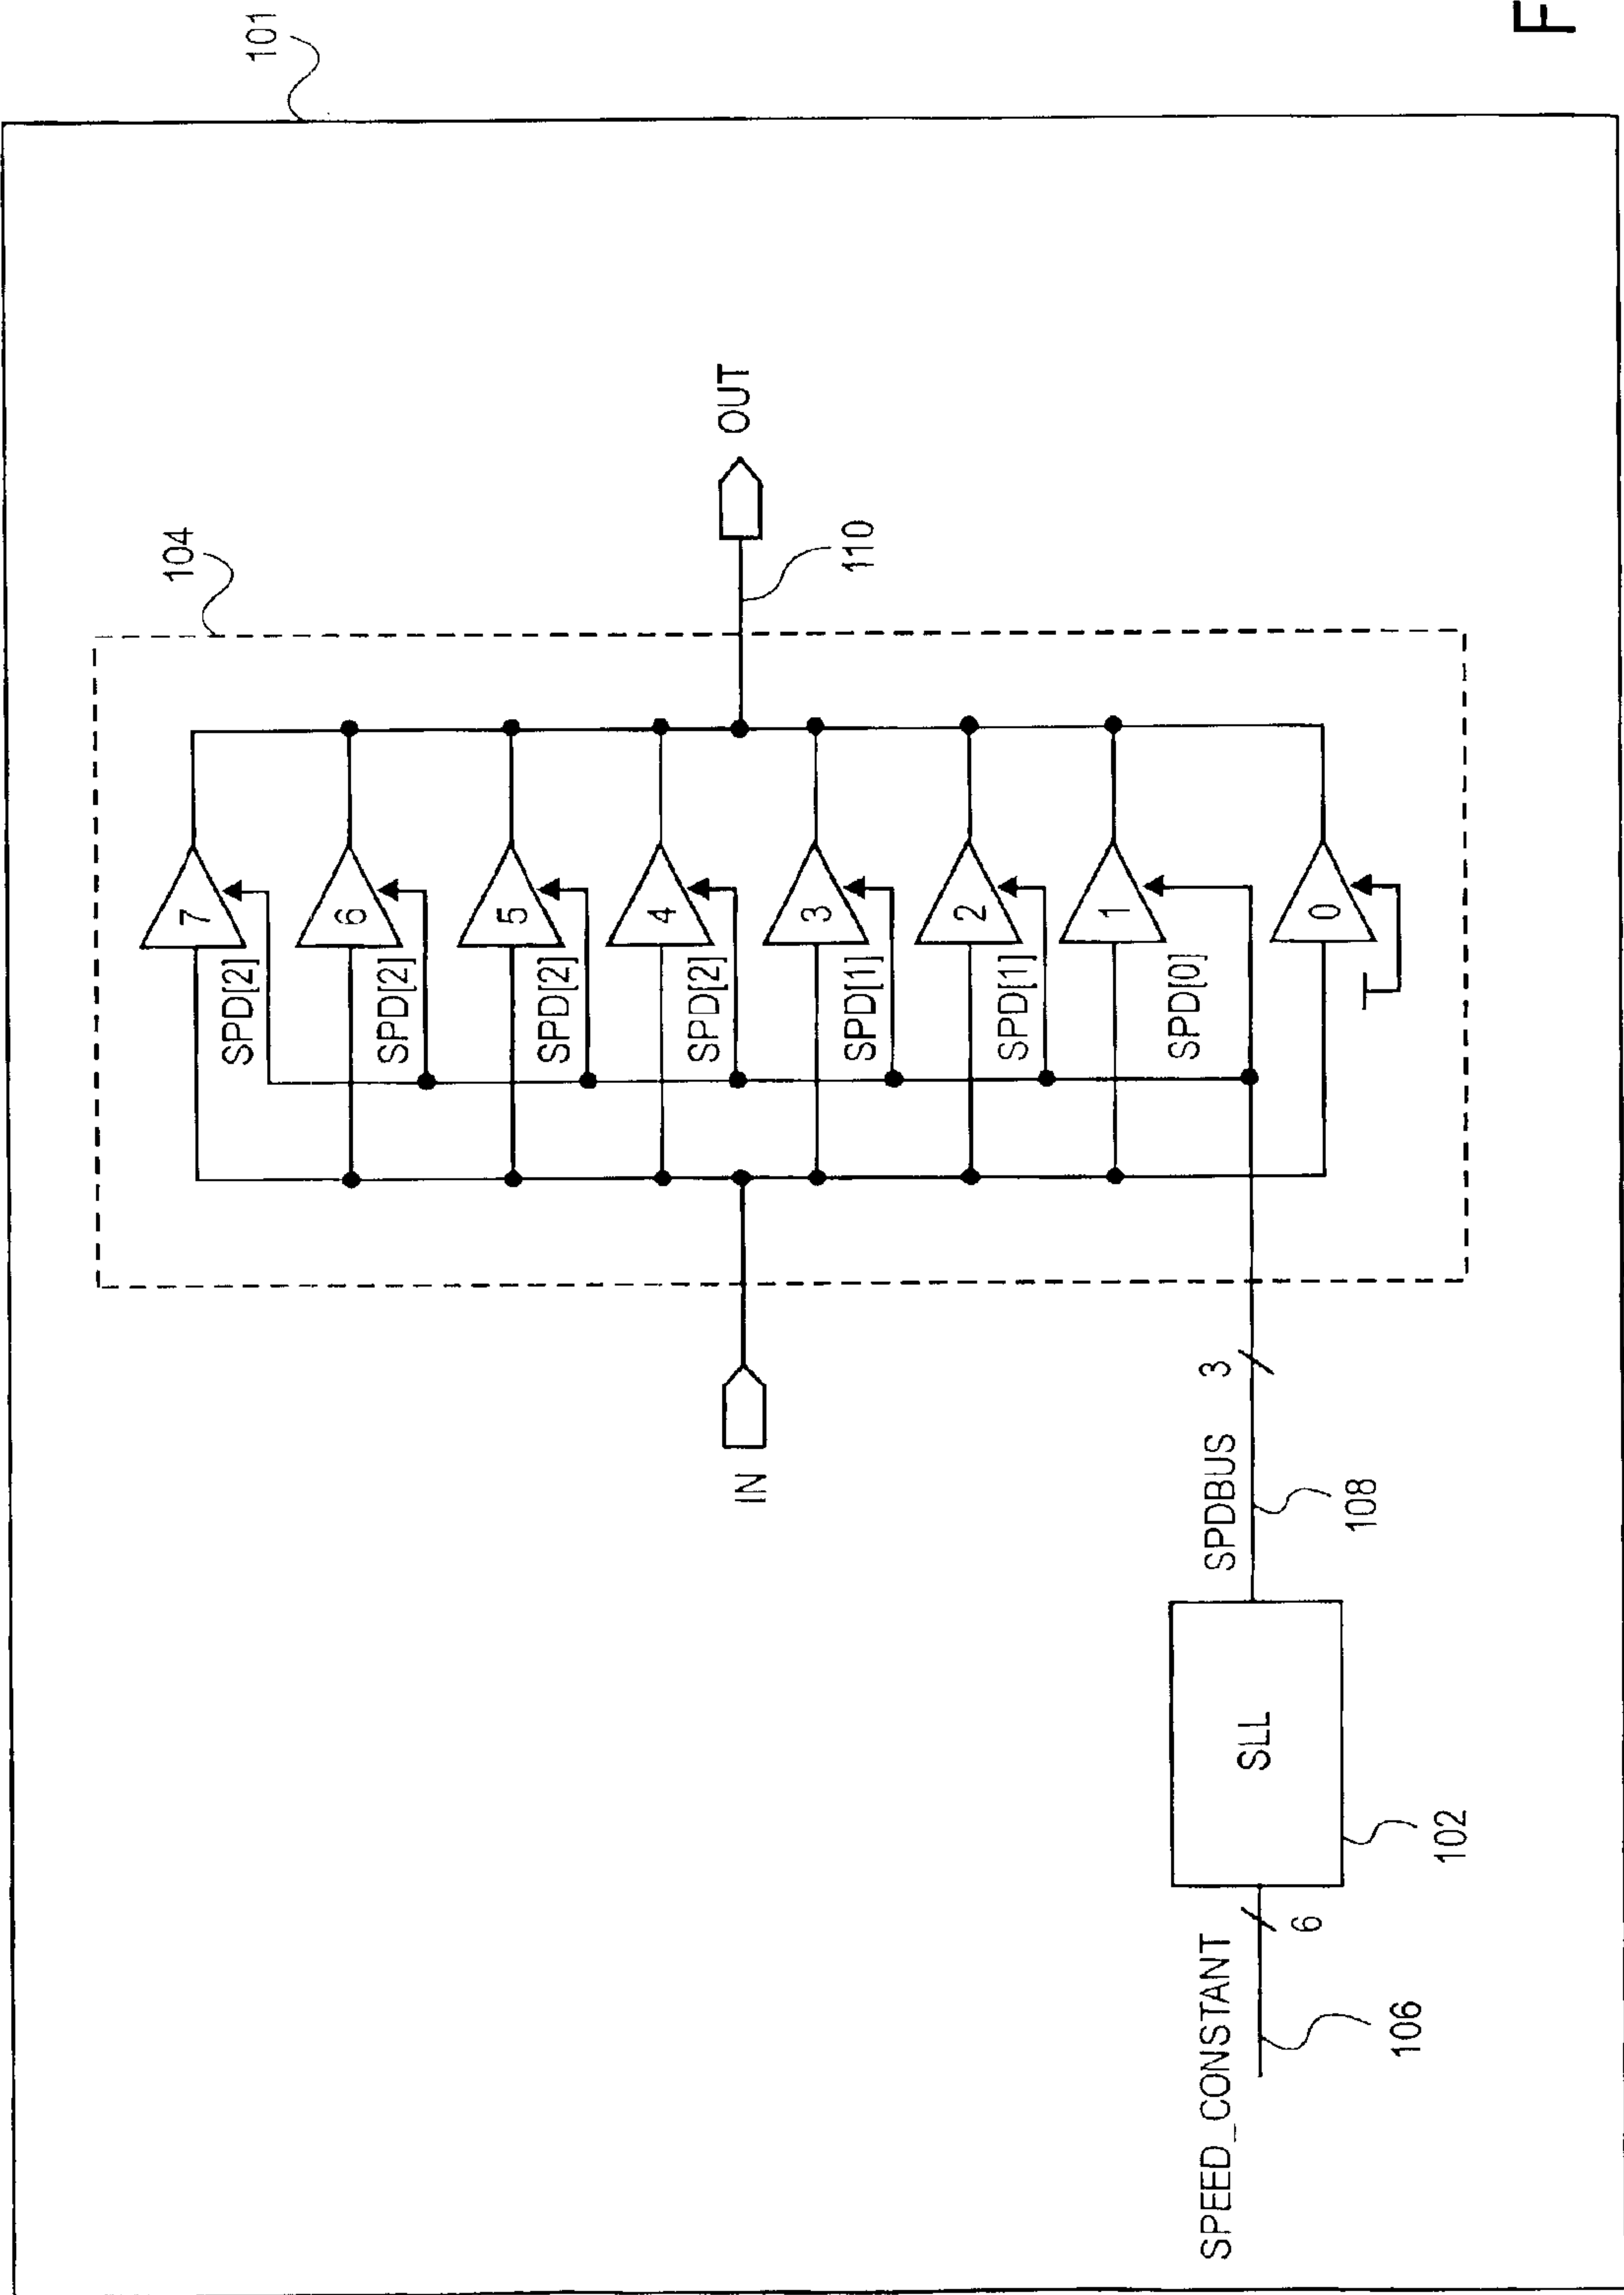 101
104
7
SPD[2]
6
SPD[2]
5
SPD[2]
4
SPD[2]
3
SPD[1]
2
SPD[1]
1
SPD[0]
0
IN
OUT
110
SPEED_CONSTANT
6
106
SLL
102
SPDBUS
3
108
F